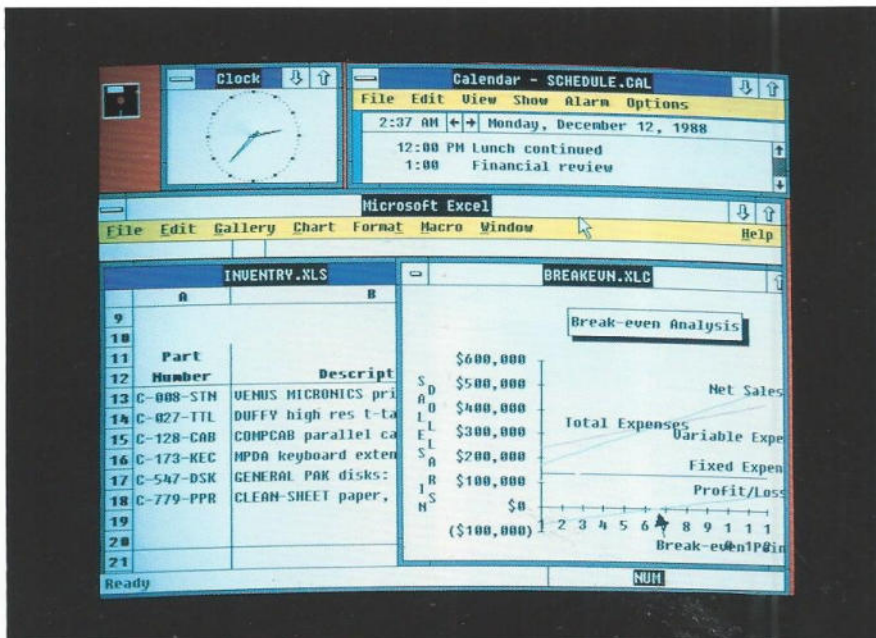 Clock
Calendar - SCHEDULE.CAL
File Edit View Show Alarm Options
2:37 AM Monday, December 12, 1988
12:00 PM Lunch continued
1:00 Financial review
Microsoft Excel
File Edit Gallery Chart Format Macro Window Help
INVENTRY.XLS
A B
9
10
11 Part
12 Number Descript
13 C-008-STN VENUS MICRONICS pri
14 C-027-TTL DUFFY high res t-ta
15 C-128-CAB COMPCAB parallel ca
16 C-173-KEC MPDA keyboard exten
17 C-547-DSK GENERAL PAK disks:
18 C-779-PPR CLEAN-SHEET paper,
19
20
21
BREAKEVN.XLC
Break-even Analysis
SALES IN
DOLLARS
$600,000
$500,000
$400,000
$300,000
$200,000
$100,000
$0
($100,000)
Net Sales
Total Expenses
Variable Expe
Fixed Expen
Profit/Loss
1 2 3 4 5 6 7 8 9 1 1 1
Break-even Poin
Ready NUM